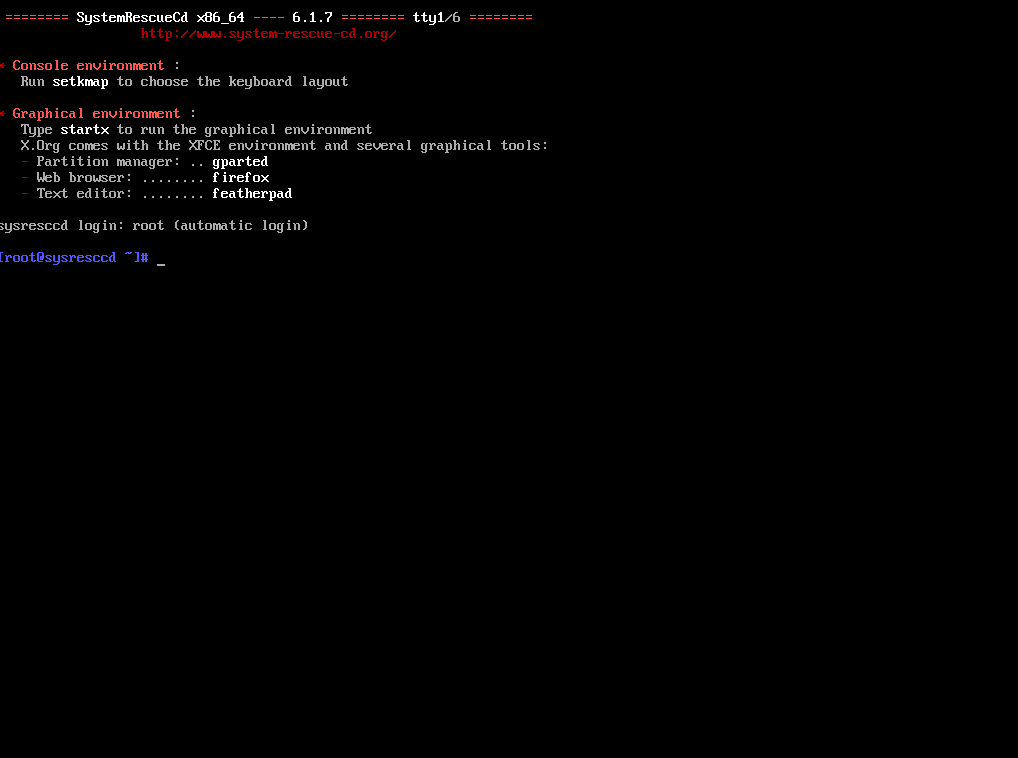 ======== SystemRescueCd x86_64 ---- 6.1.7 ======== tty1/6 ========
http://www.system-rescue-cd.org/
* Console environment :
Run setkmap to choose the keyboard layout
* Graphical environment :
Type startx to run the graphical environment
X.Org comes with the XFCE environment and several graphical tools:
- Partition manager: .. gparted
- Web browser: ........ firefox
- Text editor: ........ featherpad
sysresccd login: root (automatic login)
[root@sysresccd ~]# _